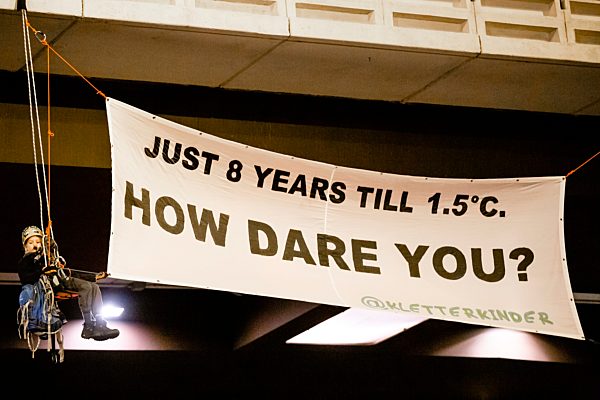 JUST 8 YEARS TILL 1.5°C.
HOW DARE YOU?
@KLETTERKINDER